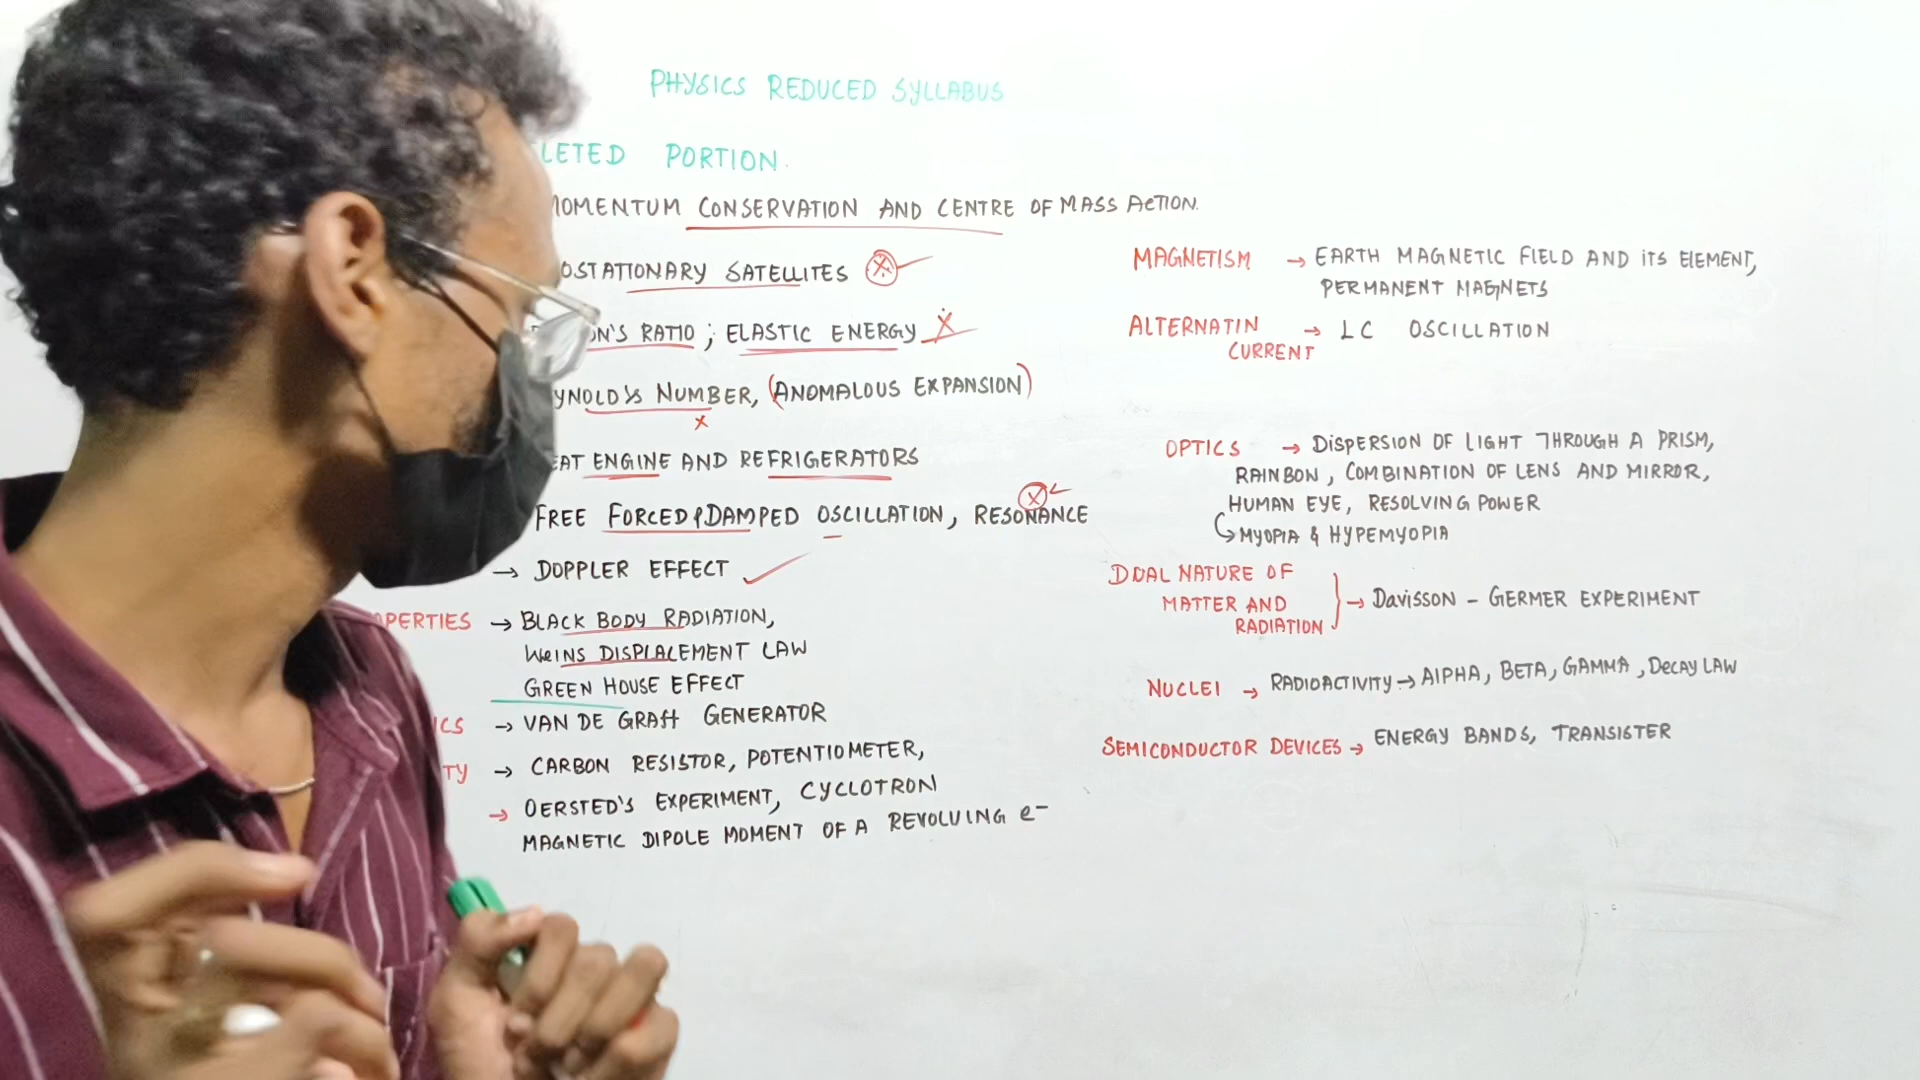 PHYSICS REDUCED SYLLABUS
LETED PORTION.
MOMENTUM CONSERVATION AND CENTRE OF MASS ACTION.
OSTATIONARY SATELLITES
ON'S RATIO ; ELASTIC ENERGY
YNOLD'S NUMBER, (ANOMALOUS EXPANSION)
EAT ENGINE AND REFRIGERATORS
FREE FORCED & DAMPED OSCILLATION, RESONANCE
→ DOPPLER EFFECT
OPERTIES → BLACK BODY RADIATION,
WEINS DISPLACEMENT LAW
GREEN HOUSE EFFECT
ICS → VAN DE GRAFF GENERATOR
TY → CARBON RESISTOR, POTENTIOMETER,
→ OERSTED'S EXPERIMENT, CYCLOTRON
MAGNETIC DIPOLE MOMENT OF A REVOLVING e-
MAGNETISM → EARTH MAGNETIC FIELD AND ITS ELEMENT,
PERMANENT MAGNETS
ALTERNATIN → LC OSCILLATION
CURRENT
OPTICS → DISPERSION OF LIGHT THROUGH A PRISM,
RAINBON, COMBINATION OF LENS AND MIRROR,
HUMAN EYE, RESOLVING POWER
MYOPIA & HYPEMYOPIA
DUAL NATURE OF
MATTER AND → DAVISSON - GERMER EXPERIMENT
RADIATION
NUCLEI → RADIOACTIVITY → ALPHA, BETA, GAMMA, DECAY LAW
SEMICONDUCTOR DEVICES → ENERGY BANDS, TRANSISTER